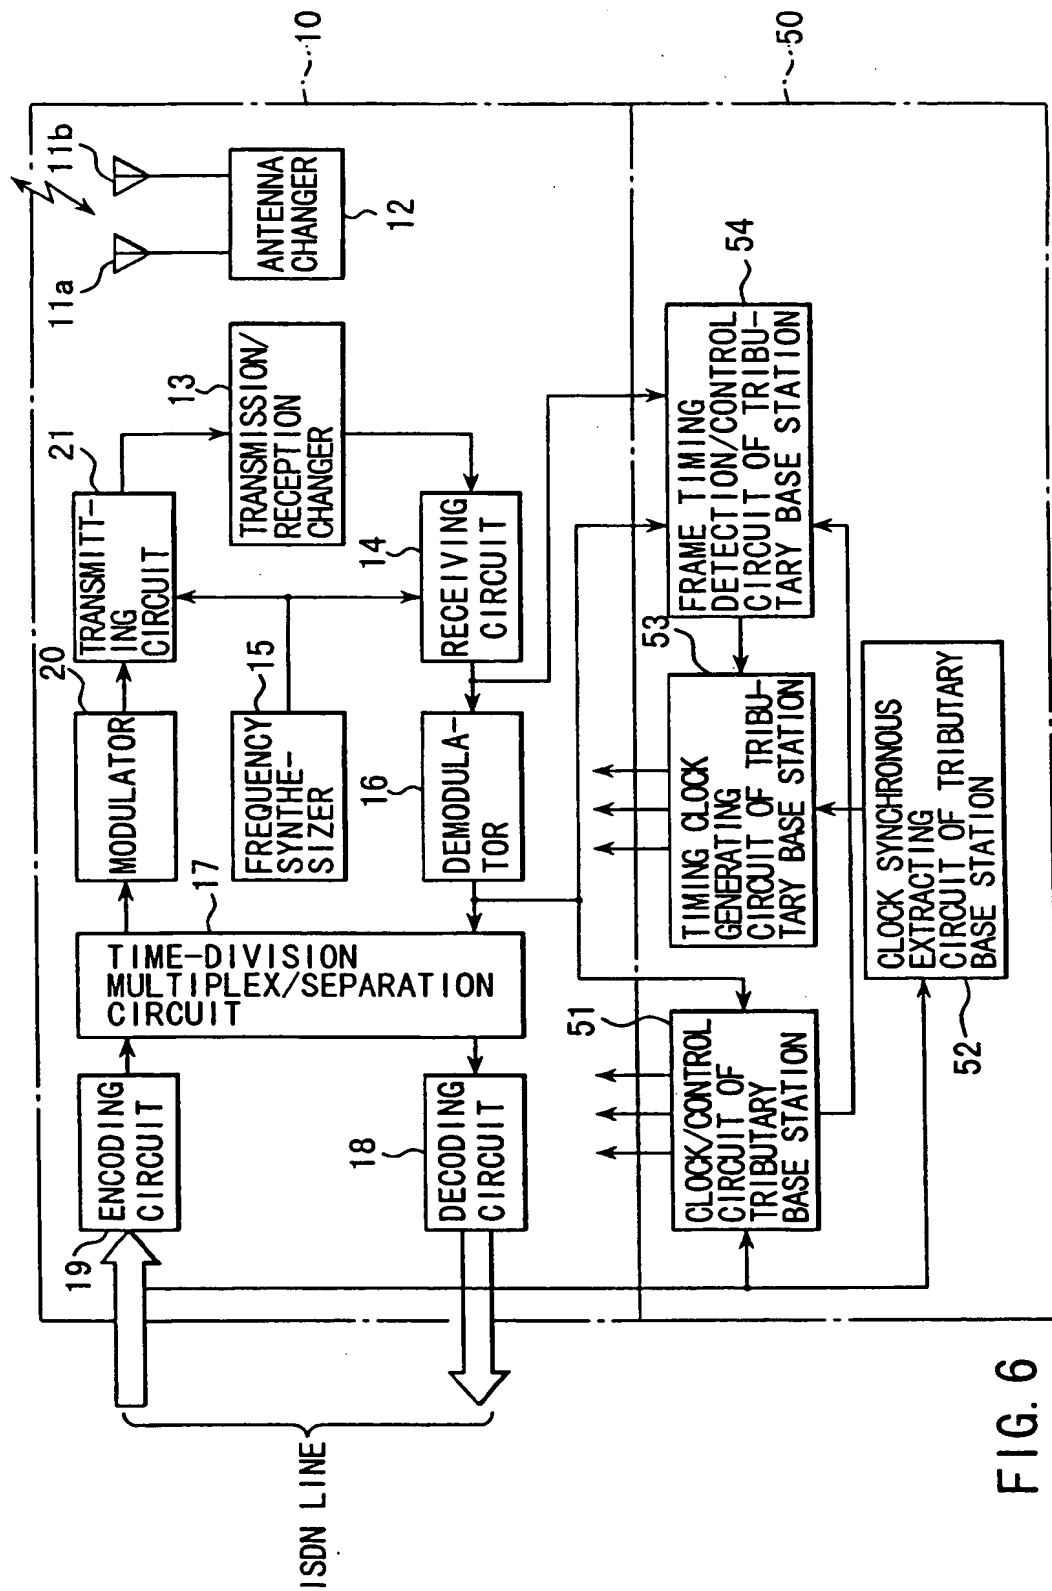 10
50
11b
11a
ANTENNA
CHANGER
12
13
TRANSMISSION/
RECEPTION
CHANGER
21
TRANSMITT-
ING
CIRCUIT
14
RECEIVING
CIRCUIT
20
MODULATOR
15
FREQUENCY
SYNTHE-
SIZER
16
DEMODULA-
TOR
17
TIME-DIVISION
MULTIPLEX/SEPARATION
CIRCUIT
19
ENCODING
CIRCUIT
18
DECODING
CIRCUIT
ISDN LINE
54
FRAME TIMING
DETECTION/CONTROL
CIRCUIT OF TRIBU-
TARY BASE STATION
53
TIMING CLOCK
GENERATING
CIRCUIT OF TRIBU-
TARY BASE STATION
51
CLOCK/CONTROL
CIRCUIT OF
TRIBUTARY
BASE STATION
52
CLOCK SYNCHRONOUS
EXTRACTING
CIRCUIT OF TRIBUTARY
BASE STATION
FIG. 6